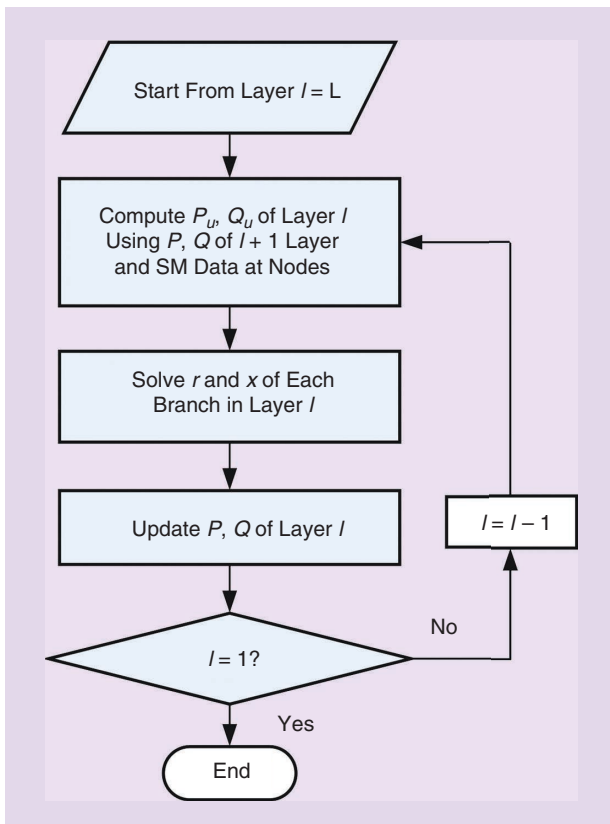 Start From Layer l = L
Compute Pu, Qu of Layer l
Using P, Q of l + 1 Layer
and SM Data at Nodes
Solve r and x of Each
Branch in Layer l
Update P, Q of Layer l
l = l – 1
l = 1?
No
Yes
End